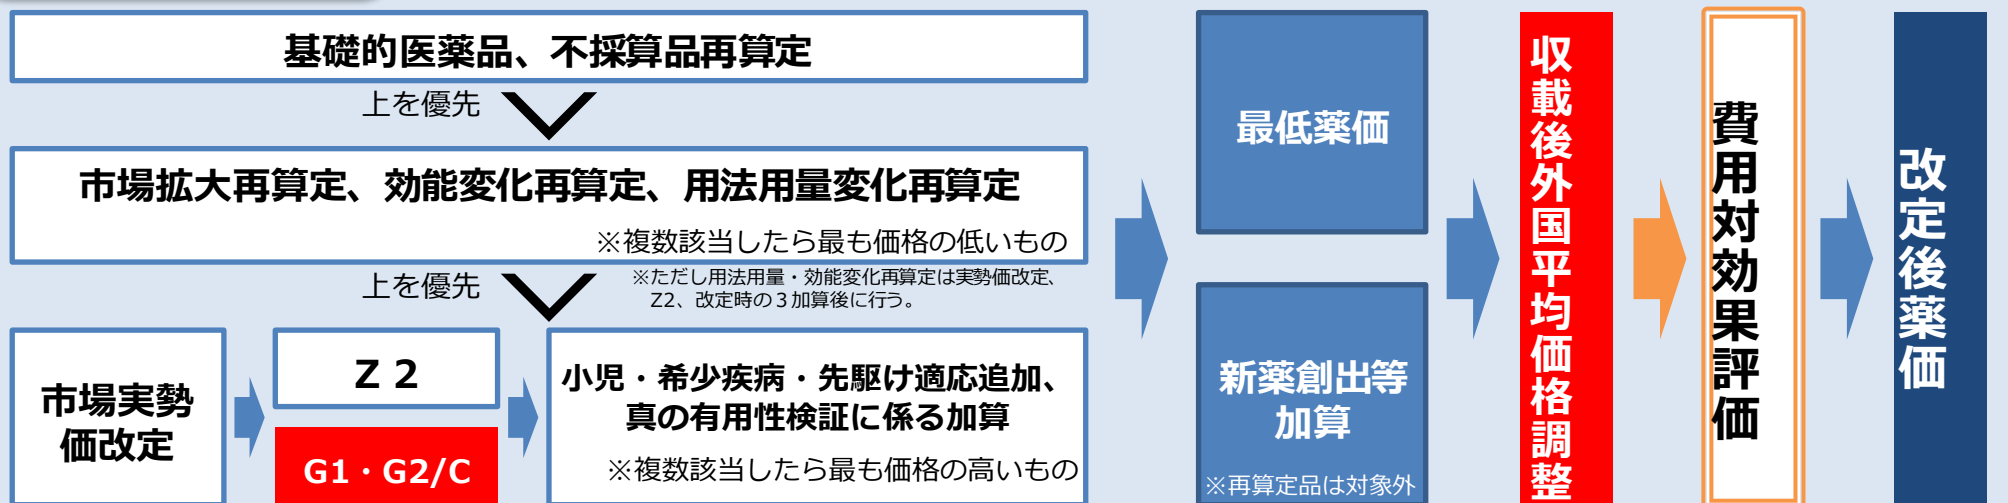 基礎的医薬品、不採算品再算定
上を優先
市場拡大再算定、効能変化再算定、用法用量変化再算定
※複数該当したら最も価格の低いもの
上を優先
※ただし用法用量・効能変化再算定は実勢価改定、
Z2、改定時の３加算後に行う。
市場実勢
価改定
Z 2
G1・G2/C
小児・希少疾病・先駆け適応追加、
真の有用性検証に係る加算
※複数該当したら最も価格の高いもの
最低薬価
新薬創出等
加算
※再算定品は対象外
収載後外国平均価格調整
費用対効果評価
改定後薬価